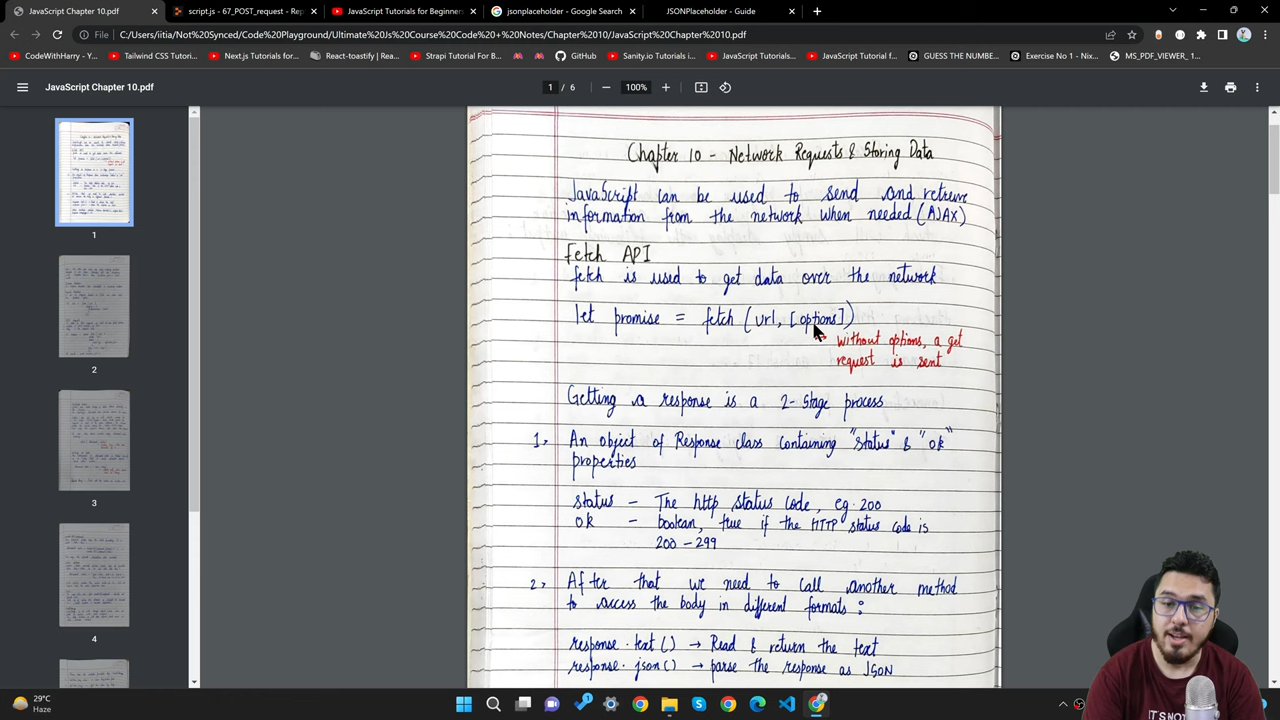 JavaScript Chapter 10.pdf
script.js - 67_POST_request - Rep
JavaScript Tutorials for Beginners
jsonplaceholder - Google Search
JSONPlaceholder - Guide
File
C:/Users/itia/Not%20Synced/Code%20Playground/Ultimate%20Js%20Course%20Code%20+%20Notes/Chapter%2010/JavaScript%20Chapter%2010.pdf
CodeWithHarry - Y...
Tailwind CSS Tutori...
Next.js Tutorials for...
React-toastify | Rea...
Strapi Tutorial For B...
GitHub
Sanity.io Tutorials i...
JavaScript Tutorials...
JavaScript Tutorial f...
GUESS THE NUMBE...
Exercise No 1 - Nix...
MS_PDF_VIEWER_1...
JavaScript Chapter 10.pdf
1 / 6
100%
1
2
3
4
Chapter 10 - Network Requests & Storing Data
JavaScript can be used to send and retrieve
information from the network when needed (AJAX)
Fetch API
fetch is used to get data over the network
let promise = fetch (url, [options])
without options, a get
request is sent
Getting a response is a 2-stage process
1.
An object of Response class containing "status" & "ok"
properties
status - The http status code, eg. 200
ok - boolean, true if the HTTP status code is
200 - 299
2.
After that we need to call another method
to access the body in different formats:
response.text() → Read & return the text
response.json() → parse the response as JSON
29°C
Haze
IT'S NOT